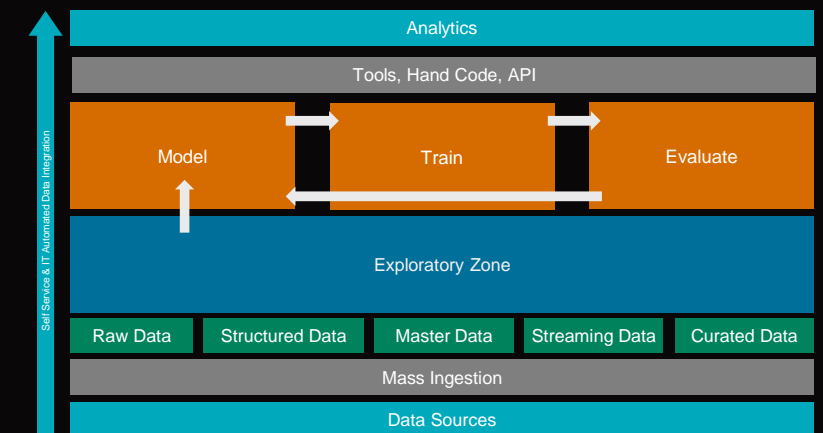 Analytics
Tools, Hand Code, API
Model
Train
Evaluate
Exploratory Zone
Raw Data
Structured Data
Master Data
Streaming Data
Curated Data
Mass Ingestion
Data Sources
Self Service & IT Automated Data Integration